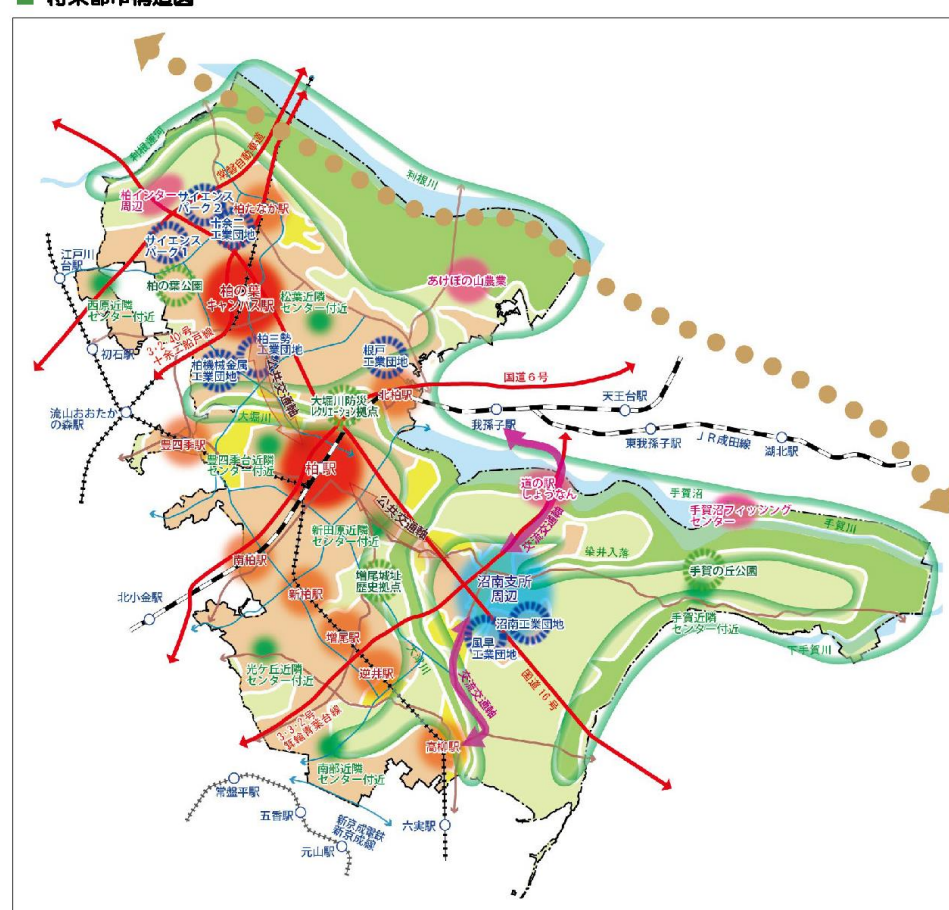 ■ 将来都市構造図
利根運河
常磐自動車道
利根川
柏インター
周辺
サイエンス
パーク2
柏たなか駅
十余二
工業団地
サイエンス
パーク1
江戸川
台駅
柏の葉公園
柏の葉
キャンパス駅
あけぼの山農業
西原近隣
センター付近
松葉近隣
センター付近
3・2・40号
十余二船戸線
初石駅
柏三勢
工業団地
柏機械金属
工業団地
根戸
工業団地
公共交通軸
国道6号
北柏駅
天王台駅
大堀川防災
レクリエーション拠点
流山おおたか
の森駅
大堀川
我孫子駅
東我孫子駅
JR成田線
湖北駅
豊四季駅
豊四季台近隣
センター付近
柏駅
道の駅
しょうなん
手賀沼
手賀沼フィッシング
センター
手賀川
公共交通軸
交流交通軸
新田原近隣
センター付近
染井入落
南柏駅
増尾城址
歴史拠点
沼南支所
周辺
手賀の丘公園
新柏駅
北小金駅
沼南工業団地
手賀近隣
センター付近
増尾駅
風早
工業団地
下手賀川
光ケ丘近隣
センター付近
逆井駅
大津川
交流交通軸
国道16号
3・3・2号
箕輪青葉台線
高柳駅
南部近隣
センター付近
常盤平駅
五香駅
新京成電鉄
新京成線
六実駅
元山駅